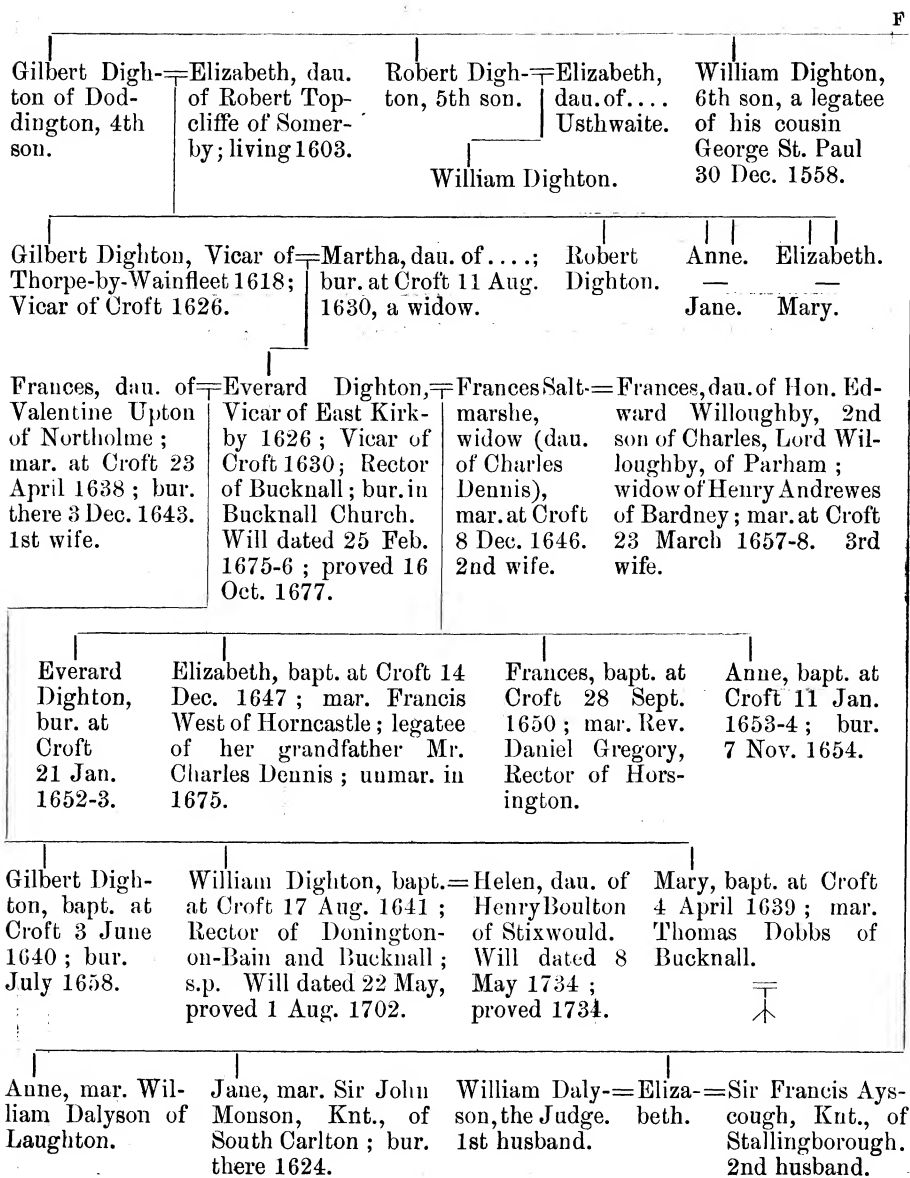 F
Gilbert Digh-
ton of Dod-
dington, 4th
son.
=Elizabeth, dau.
of Robert Top-
cliffe of Somer-
by; living 1603.
Robert Digh-
ton, 5th son.
=Elizabeth,
dau. of....
Usthwaite.
William Dighton,
6th son, a legatee
of his cousin
George St. Paul
30 Dec. 1558.
William Dighton.
Gilbert Dighton, Vicar of
Thorpe-by-Wainfleet 1618;
Vicar of Croft 1626.
=Martha, dau. of....;
bur. at Croft 11 Aug.
1630, a widow.
Robert
Dighton.
Anne.
—
Jane.
Elizabeth.
—
Mary.
Frances, dau. of
Valentine Upton
of Northolme;
mar. at Croft 23
April 1638; bur.
there 3 Dec. 1643.
1st wife.
=Everard Dighton,
Vicar of East Kirk-
by 1626; Vicar of
Croft 1630; Rector
of Bucknall; bur. in
Bucknall Church.
Will dated 25 Feb.
1675-6; proved 16
Oct. 1677.
=Frances Salt-
marshe,
widow (dau.
of Charles
Dennis),
mar. at Croft
8 Dec. 1646.
2nd wife.
=Frances, dau. of Hon. Ed-
ward Willoughby, 2nd
son of Charles, Lord Wil-
loughby, of Parham;
widow of Henry Andrewes
of Bardney; mar. at Croft
23 March 1657-8. 3rd
wife.
Everard
Dighton,
bur. at
Croft
21 Jan.
1652-3.
Elizabeth, bapt. at Croft 14
Dec. 1647; mar. Francis
West of Horncastle; legatee
of her grandfather Mr.
Charles Dennis; unmar. in
1675.
Frances, bapt. at
Croft 28 Sept.
1650; mar. Rev.
Daniel Gregory,
Rector of Hors-
ington.
Anne, bapt. at
Croft 11 Jan.
1653-4; bur.
7 Nov. 1654.
Gilbert Digh-
ton, bapt. at
Croft 3 June
1640; bur.
July 1658.
William Dighton, bapt.
at Croft 17 Aug. 1641;
Rector of Donington-
on-Bain and Bucknall;
s.p. Will dated 22 May,
proved 1 Aug. 1702.
=Helen, dau. of
Henry Boulton
of Stixwould.
Will dated 8
May 1734;
proved 1734.
Mary, bapt. at Croft
4 April 1639; mar.
Thomas Dobbs of
Bucknall.
Anne, mar. Wil-
liam Dalyson of
Laughton.
Jane, mar. Sir John
Monson, Knt., of
South Carlton; bur.
there 1624.
William Daly-
son, the Judge.
1st husband.
=Eliza-
beth.
=Sir Francis Ays-
cough, Knt., of
Stallingborough.
2nd husband.